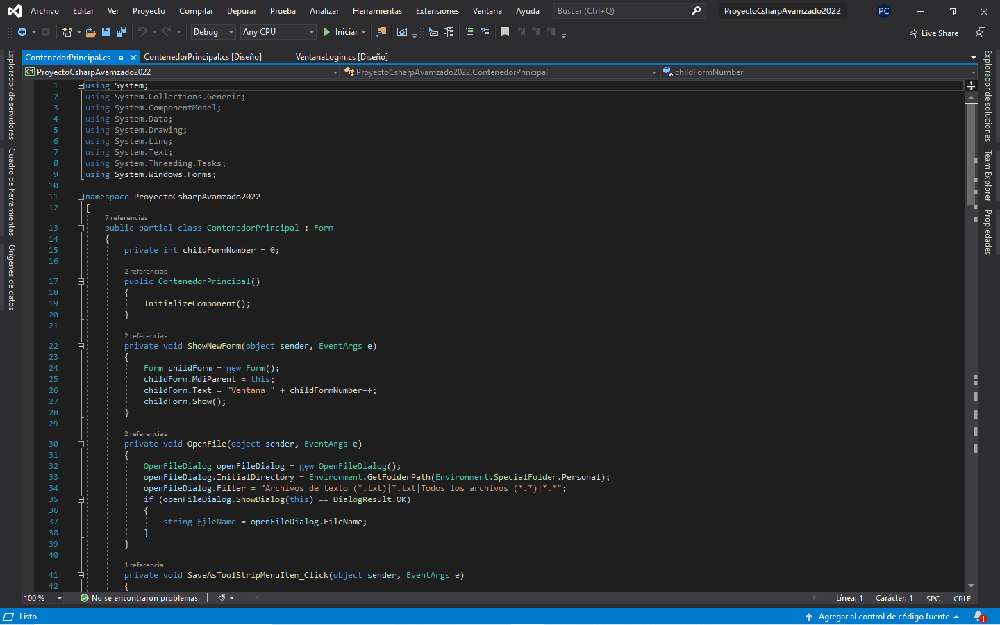 Archivo Editar Ver Proyecto Compilar Depurar Prueba Analizar Herramientas Extensiones Ventana Ayuda Buscar (Ctrl+Q) ProyectoCsharpAvamzado2022 PC
Debug Any CPU Iniciar Live Share
ContenedorPrincipal.cs ContenedorPrincipal.cs [Diseño] VentanaLogin.cs [Diseño]
C# ProyectoCsharpAvamzado2022 ProyectoCsharpAvamzado2022.ContenedorPrincipal childFormNumber
Explorador de servidores
Cuadro de herramientas
Orígenes de datos
1 using System;
2 using System.Collections.Generic;
3 using System.ComponentModel;
4 using System.Data;
5 using System.Drawing;
6 using System.Linq;
7 using System.Text;
8 using System.Threading.Tasks;
9 using System.Windows.Forms;
10
11 namespace ProyectoCsharpAvamzado2022
12 {
7 referencias
13 public partial class ContenedorPrincipal : Form
14 {
15 private int childFormNumber = 0;
16
2 referencias
17 public ContenedorPrincipal()
18 {
19 InitializeComponent();
20 }
21
2 referencias
22 private void ShowNewForm(object sender, EventArgs e)
23 {
24 Form childForm = new Form();
25 childForm.MdiParent = this;
26 childForm.Text = "Ventana " + childFormNumber++;
27 childForm.Show();
28 }
29
2 referencias
30 private void OpenFile(object sender, EventArgs e)
31 {
32 OpenFileDialog openFileDialog = new OpenFileDialog();
33 openFileDialog.InitialDirectory = Environment.GetFolderPath(Environment.SpecialFolder.Personal);
34 openFileDialog.Filter = "Archivos de texto (*.txt)|*.txt|Todos los archivos (*.*)|*.*";
35 if (openFileDialog.ShowDialog(this) == DialogResult.OK)
36 {
37 string FileName = openFileDialog.FileName;
38 }
39 }
40
1 referencia
41 private void SaveAsToolStripMenuItem_Click(object sender, EventArgs e)
42 {
Explorador de soluciones
Team Explorer
Propiedades
100 % No se encontraron problemas. Línea: 1 Carácter: 1 SPC CRLF
Listo Agregar al control de código fuente 1